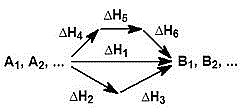 ΔH₅
ΔH₄ ΔH₆
A₁, A₂, ... ΔH₁ B₁, B₂, ...
ΔH₂ ΔH₃